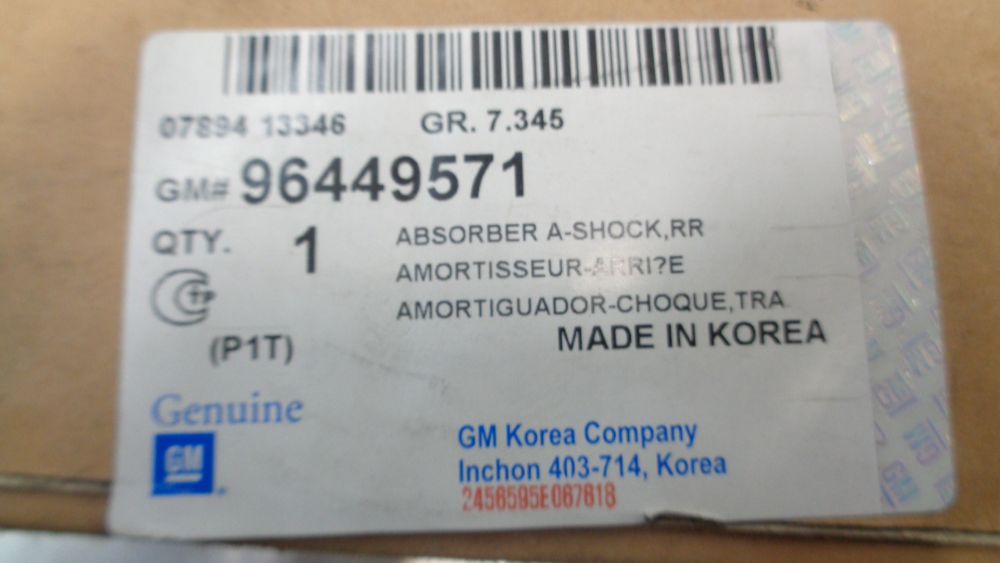 07894 13346 GR. 7.345
GM# 96449571
QTY. 1
ABSORBER A-SHOCK,RR
AMORTISSEUR-ARRI?E
AMORTIGUADOR-CHOQUE,TRA
MADE IN KOREA
(P1T)
Genuine
GM
GM Korea Company
Inchon 403-714, Korea
2456595E067618